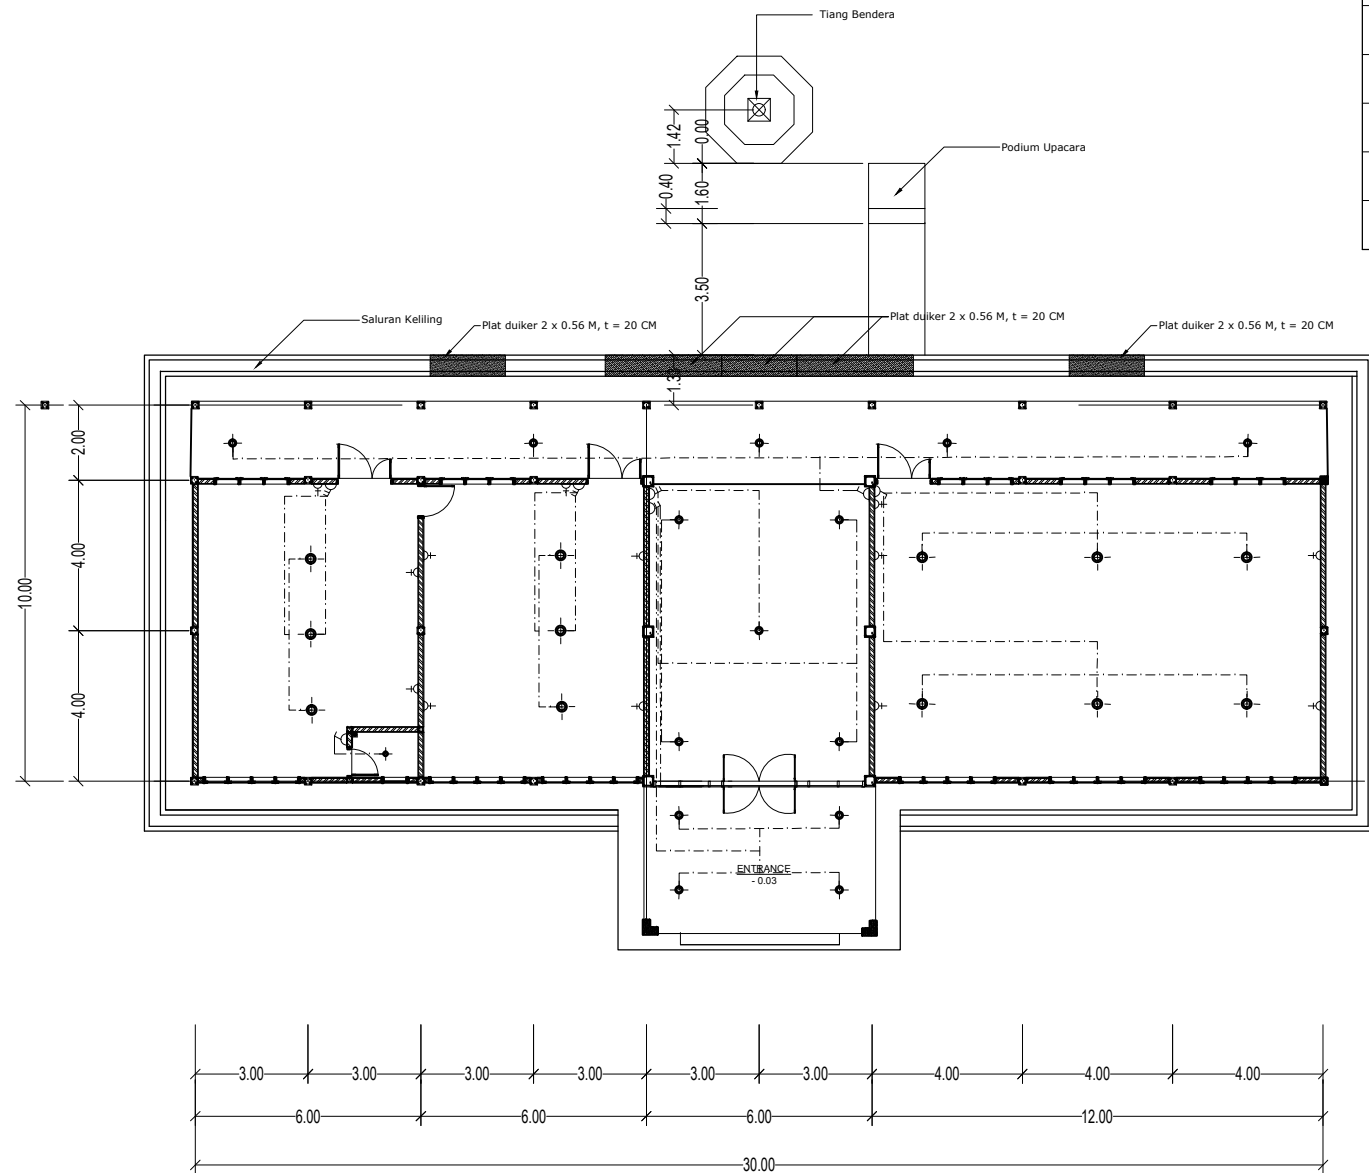 Tiang Bendera
1.42
0.00
Podium Upacara
0.40
1.60
3.50
Saluran Keliling
Plat duiker 2 x 0.56 M, t = 20 CM
Plat duiker 2 x 0.56 M, t = 20 CM
Plat duiker 2 x 0.56 M, t = 20 CM
2.00
4.00
10.00
4.00
ENTRANCE
- 0.03
3.00 3.00 3.00 3.00 3.00 3.00 4.00 4.00 4.00
6.00 6.00 6.00 12.00
30.00